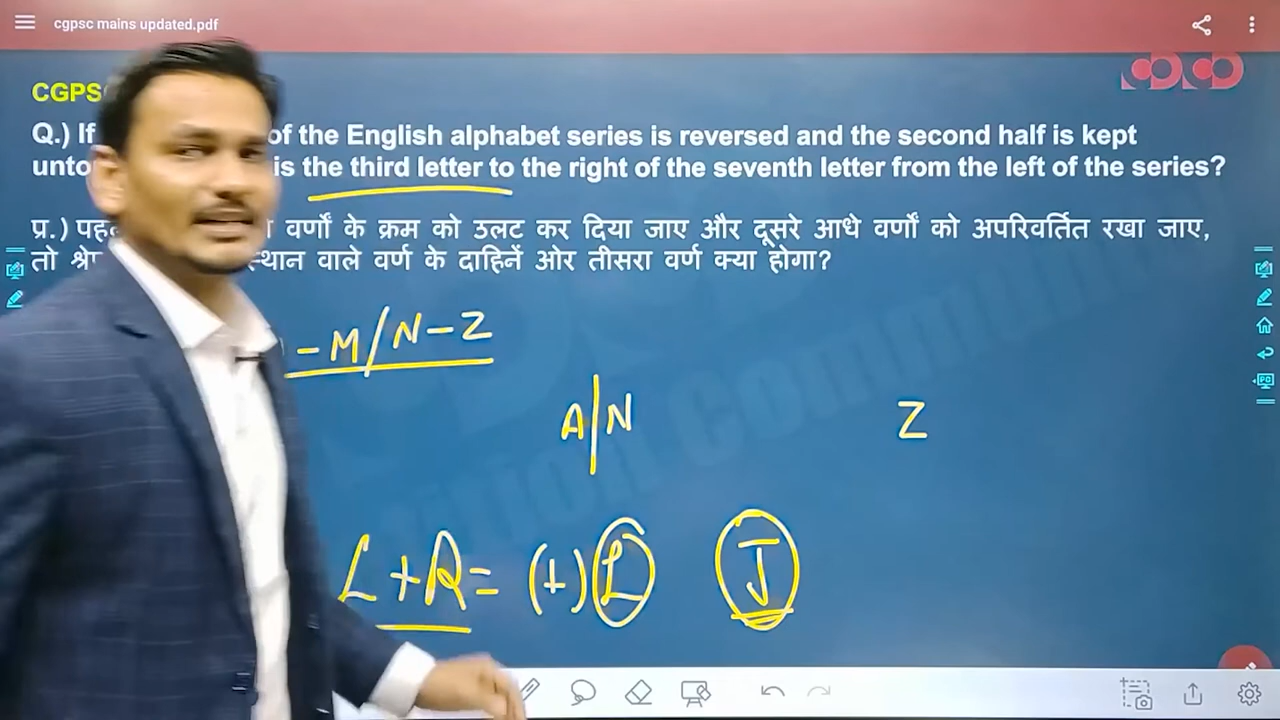 cgpsc mains updated.pdf
CGPS
Q.) If of the English alphabet series is reversed and the second half is kept
is the third letter to the right of the seventh letter from the left of the series?
प्र.) वर्णों के क्रम को उलट कर दिया जाए और दूसरे आधे वर्णों को अपरिवर्तित रखा जाए,
तो स्थान वाले वर्ण के दाहिनें ओर तीसरा वर्ण क्या होगा?
- M / N - Z
A | N Z
L + R = (+) L J